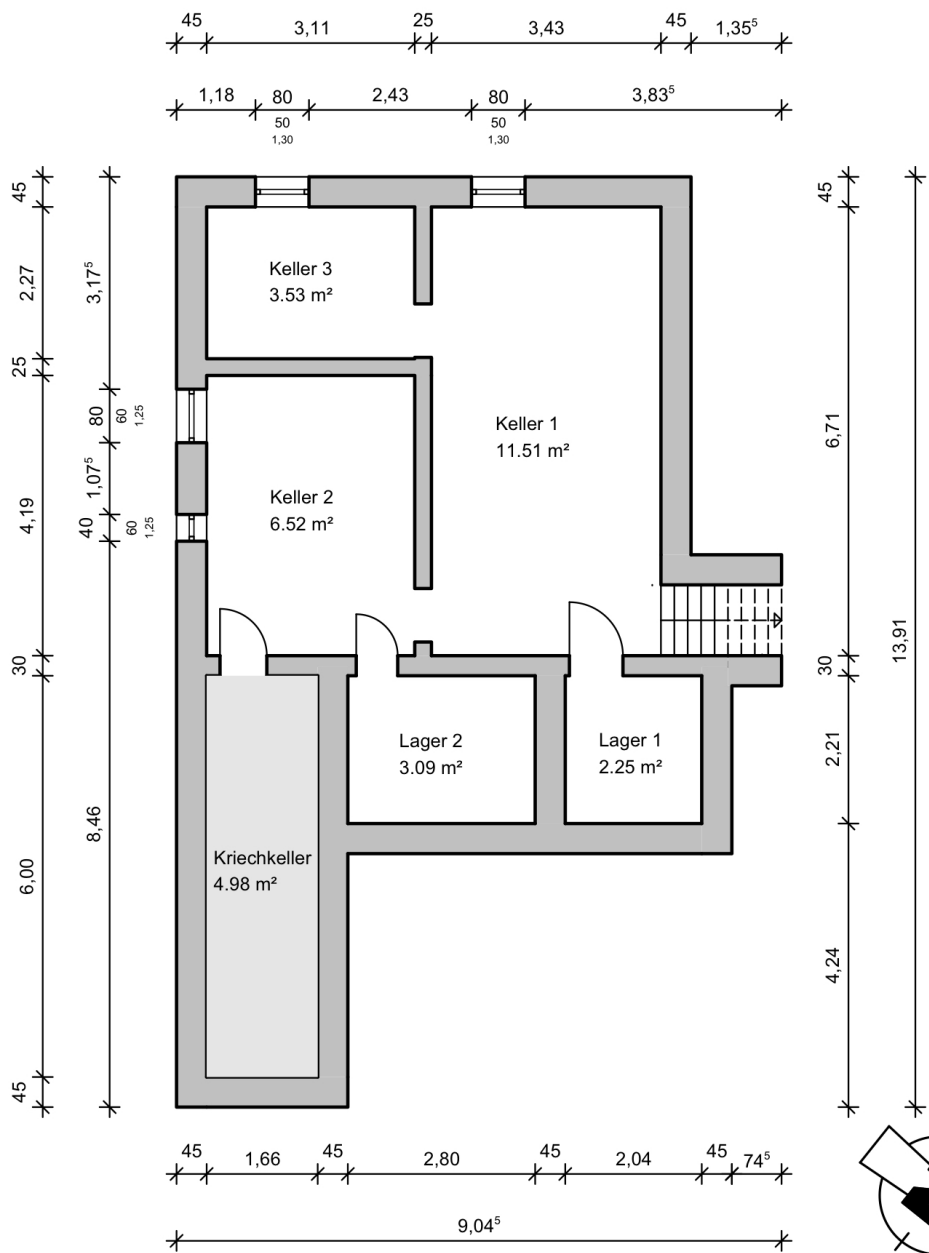 45 3,11 25 3,43 45 1,35⁵
1,18 80 2,43 80 3,83⁵
50 50
1,30 1,30
45
2,27
25
4,19
30
6,00
45
3,17⁵
80 60 1,25
1,07⁵
40 60 1,25
8,46
Keller 3
3.53 m²
Keller 1
11.51 m²
Keller 2
6.52 m²
Lager 2
3.09 m²
Lager 1
2.25 m²
Kriechkeller
4.98 m²
45
6,71
30
2,21
4,24
13,91
45 1,66 45 2,80 45 2,04 45 74⁵
9,04⁵